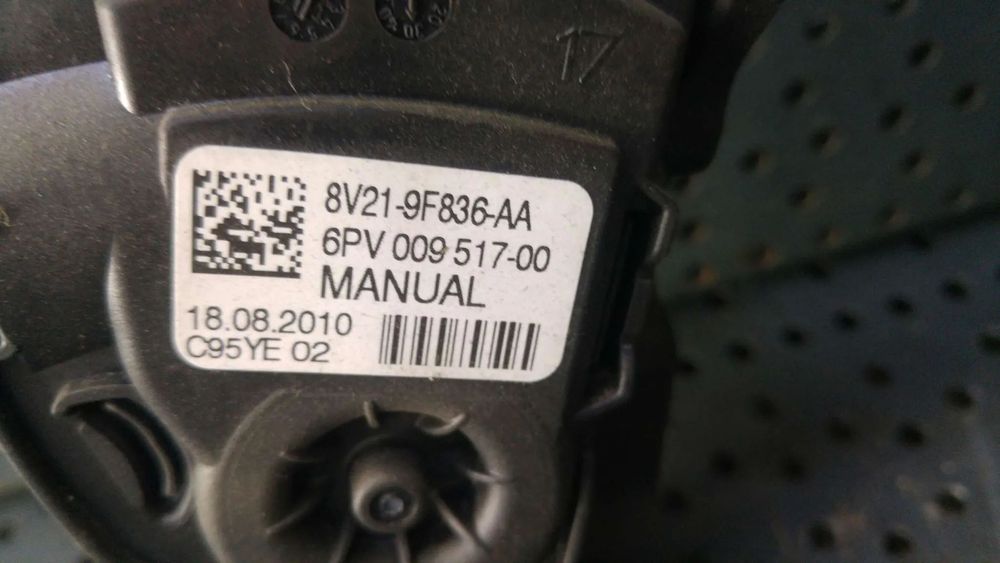 17
8V21-9F836-AA
6PV 009 517-00
MANUAL
18.08.2010
C95YE 02